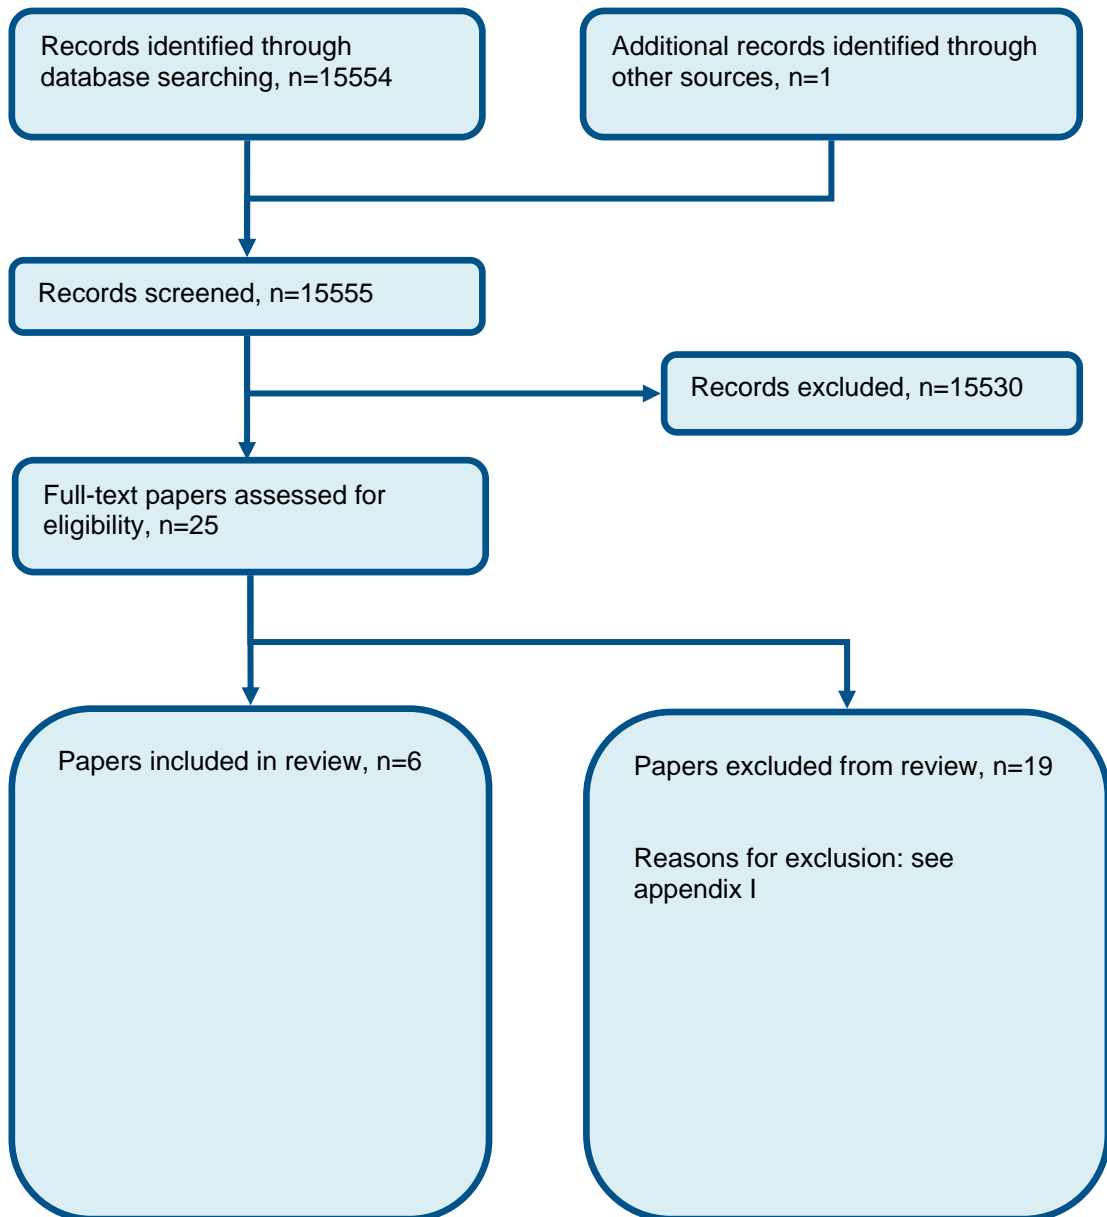 Records identified through
database searching, n=15554
Additional records identified through
other sources, n=1
Records screened, n=15555
Records excluded, n=15530
Full-text papers assessed for
eligibility, n=25
Papers included in review, n=6
Papers excluded from review, n=19
Reasons for exclusion: see
appendix I